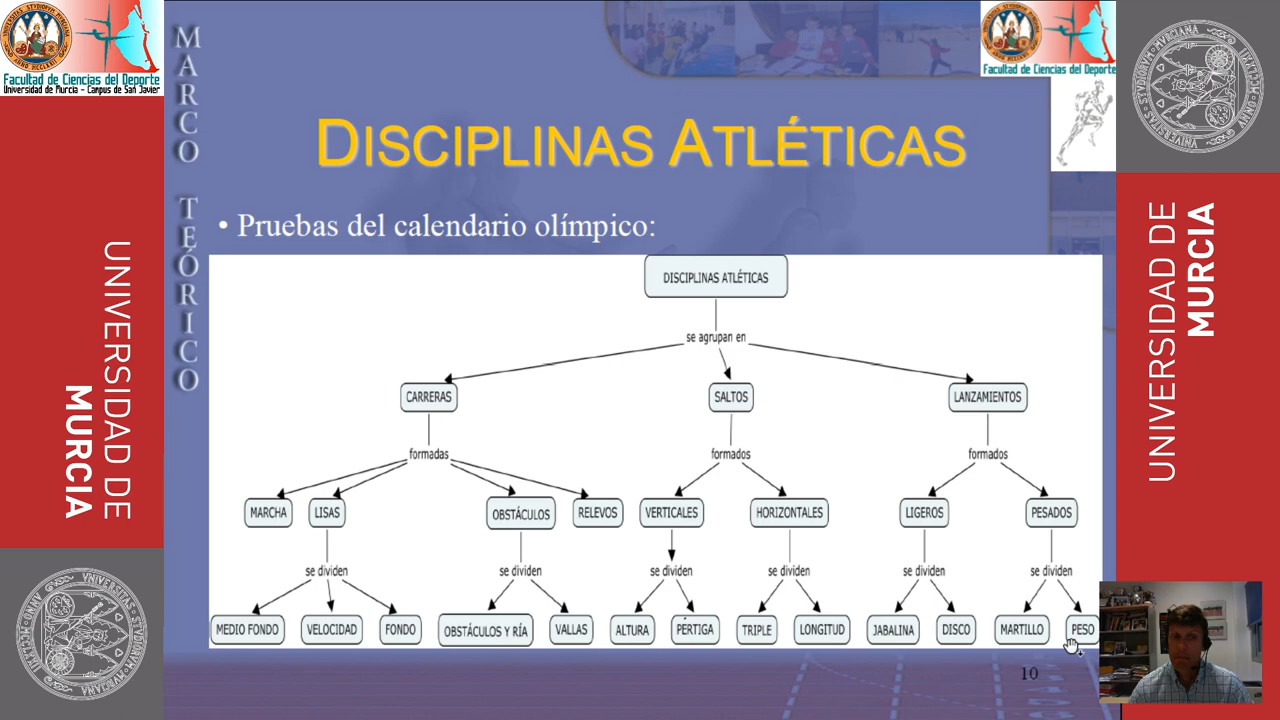 Facultad de Ciencias del Deporte
Universidad de Murcia - Campus de San Javier
Facultad de Ciencias del Deporte
MARCO TEÓRICO
UNIVERSIDAD DE
MURCIA
UNIVERSIDAD DE
MURCIA
DISCIPLINAS ATLÉTICAS
• Pruebas del calendario olímpico:
DISCIPLINAS ATLÉTICAS
se agrupan en
CARRERAS SALTOS LANZAMIENTOS
formadas formados formados
MARCHA LISAS OBSTÁCULOS RELEVOS VERTICALES HORIZONTALES LIGEROS PESADOS
se dividen se dividen se dividen se dividen se dividen se dividen
MEDIO FONDO VELOCIDAD FONDO OBSTÁCULOS Y RÍA VALLAS ALTURA PÉRTIGA TRIPLE LONGITUD JABALINA DISCO MARTILLO PESO
10